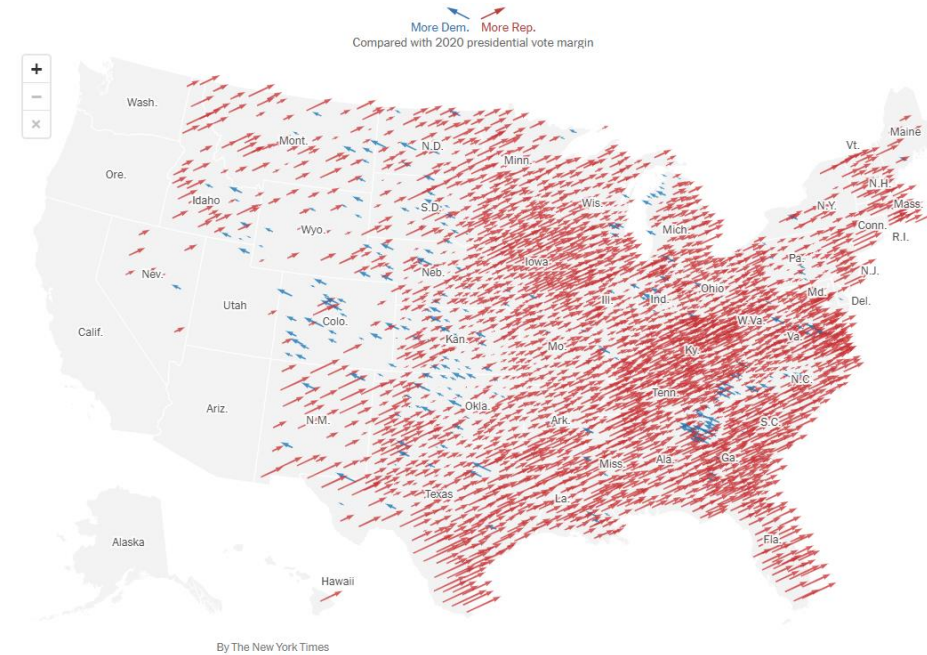 More Dem. More Rep.
Compared with 2020 presidential vote margin
+
−
×
Wash.
Mont.
N.D.
Minn.
Maine
Vt.
Ore.
Idaho
S.D.
Wis.
N.H.
Mass.
N.Y.
Wyo.
Mich.
Conn.
R.I.
Nev.
Neb.
Iowa
Pa.
N.J.
Ohio
Md.
Del.
Utah
Ill.
Ind.
Calif.
Colo.
W.Va.
Va.
Kan.
Mo.
Ky.
Ariz.
N.C.
Tenn.
Okla.
N.M.
Ark.
S.C.
Miss.
Ala.
Ga.
Texas
La.
Alaska
Fla.
Hawaii
By The New York Times